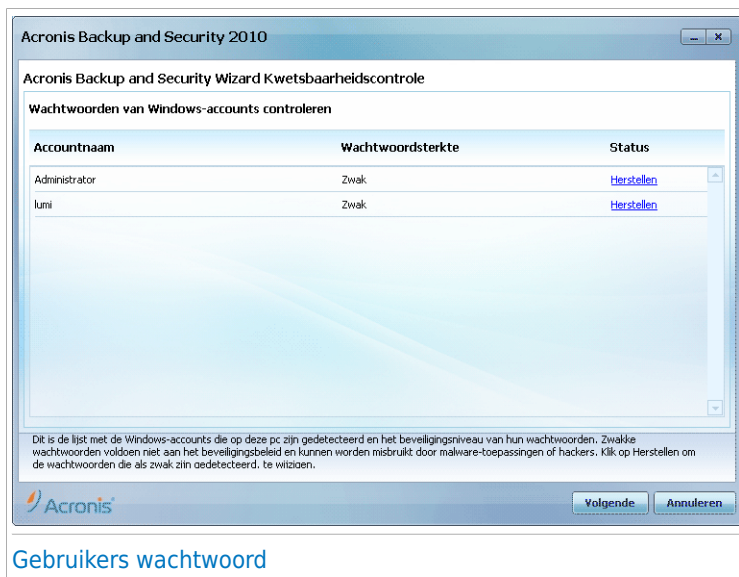 Acronis Backup and Security 2010
Acronis Backup and Security Wizard Kwetsbaarheidscontrole
Wachtwoorden van Windows-accounts controleren
Accountnaam Wachtwoordsterkte Status
Administrator Zwak Herstellen
lumi Zwak Herstellen
Dit is de lijst met de Windows-accounts die op deze pc zijn gedetecteerd en het beveiligingsniveau van hun wachtwoorden. Zwakke
wachtwoorden voldoen niet aan het beveiligingsbeleid en kunnen worden misbruikt door malware-toepassingen of hackers. Klik op Herstellen om
de wachtwoorden die als zwak zijn gedetecteerd. te wijzigen.
Acronis
Volgende Annuleren
Gebruikers wachtwoord